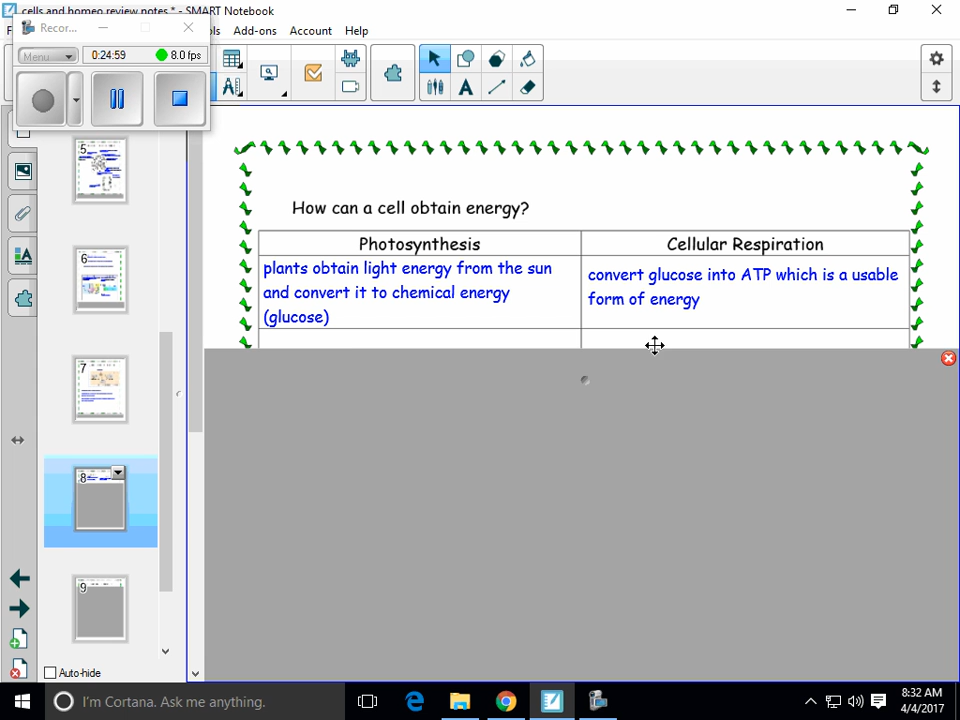 cells and homeo review notes * - SMART Notebook
Recor...
ols Add-ons Account Help
Menu 0:24:59 8.0 fps
How can a cell obtain energy?
Photosynthesis Cellular Respiration
plants obtain light energy from the sun
and convert it to chemical energy
(glucose)
convert glucose into ATP which is a usable
form of energy
5
6
7
8
9
Auto-hide
I'm Cortana. Ask me anything.
8:32 AM
4/4/2017